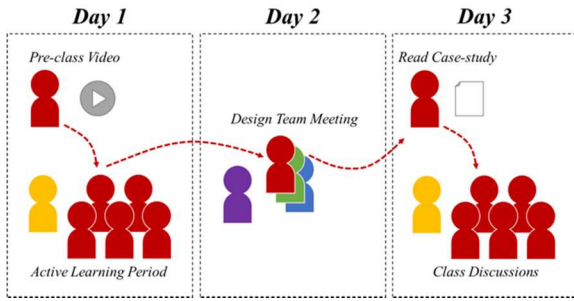 Day 1
Day 2
Day 3
Pre-class Video
Active Learning Period
Design Team Meeting
Read Case-study
Class Discussions